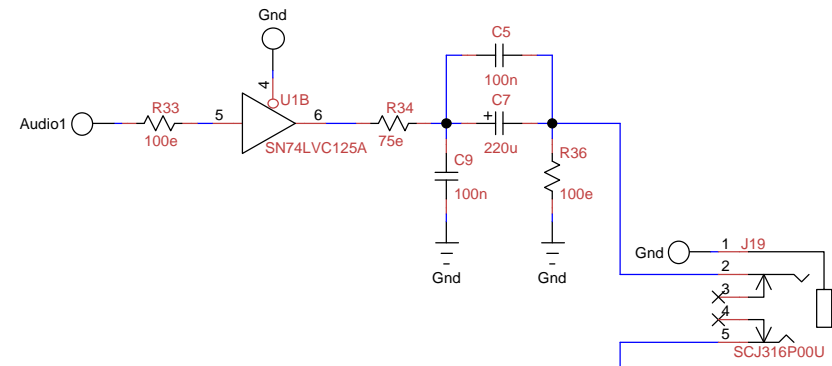 Gnd
C5
100n
4
U1B
C7
R33
R34
5
6
+
Audio1
100e
SN74LVC125A
75e
220u
C9
R36
100n
100e
Gnd
Gnd
Gnd
1
J19
2
3
4
5
SCJ316P00U